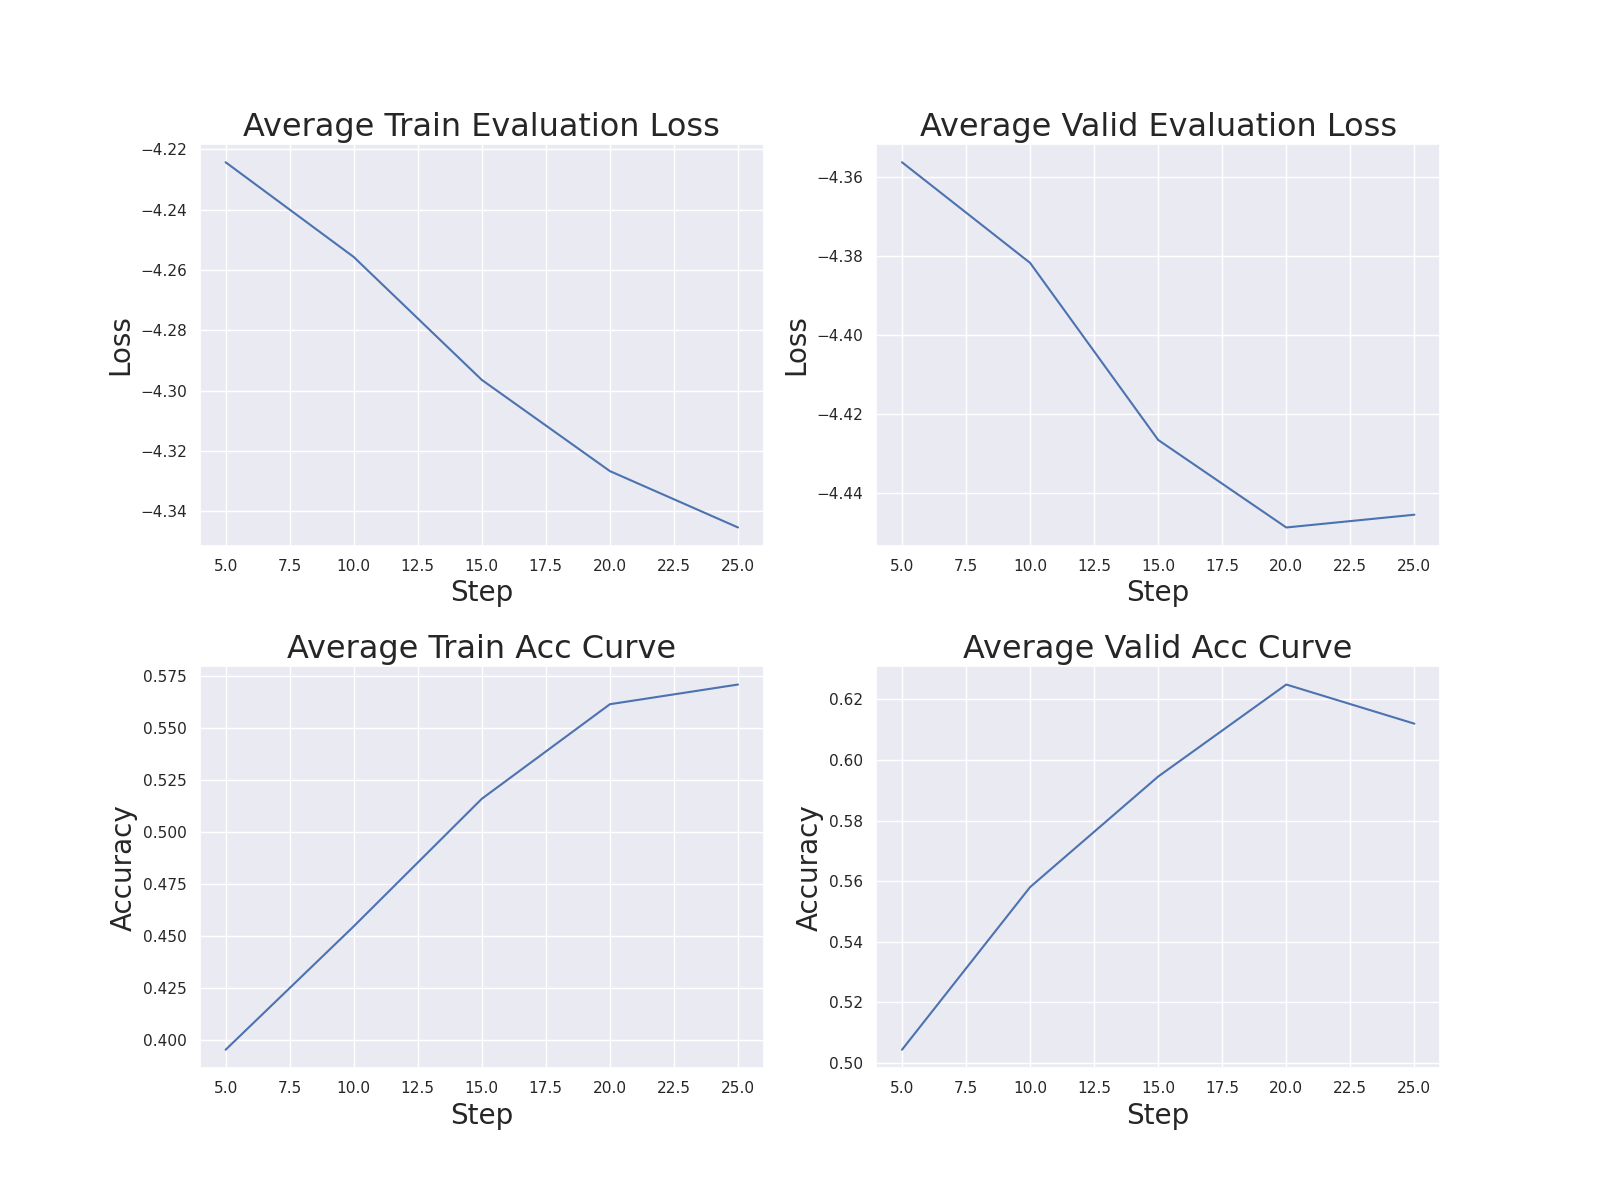 Average Train Evaluation Loss
−4.22
−4.24
−4.26
−4.28
−4.30
−4.32
−4.34
Loss
5.0 7.5 10.0 12.5 15.0 17.5 20.0 22.5 25.0
Step
Average Valid Evaluation Loss
−4.36
−4.38
−4.40
−4.42
−4.44
Loss
5.0 7.5 10.0 12.5 15.0 17.5 20.0 22.5 25.0
Step
Average Train Acc Curve
0.575
0.550
0.525
0.500
0.475
0.450
0.425
0.400
Accuracy
5.0 7.5 10.0 12.5 15.0 17.5 20.0 22.5 25.0
Step
Average Valid Acc Curve
0.62
0.60
0.58
0.56
0.54
0.52
0.50
Accuracy
5.0 7.5 10.0 12.5 15.0 17.5 20.0 22.5 25.0
Step